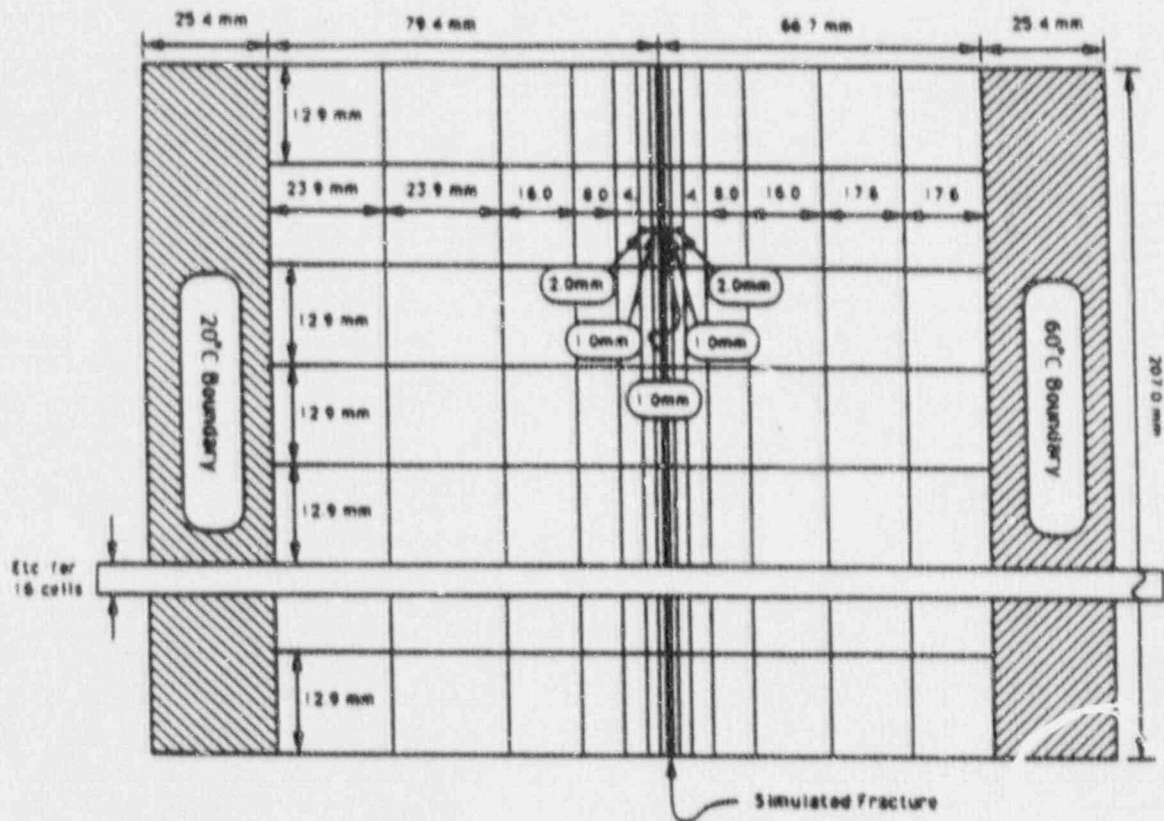 25.4 mm
79.4 mm
66.7 mm
25.4 mm
12.9 mm
23.9 mm
23.9 mm
16.0
8.0
4.
4.
8.0
16.0
17.6
17.6
2.0mm
2.0mm
12.9 mm
1.0mm
1.0mm
20°C Boundary
60°C Boundary
207.0 mm
1.0mm
12.9 mm
12.9 mm
Etc for
16 cells
12.9 mm
Simulated Fracture